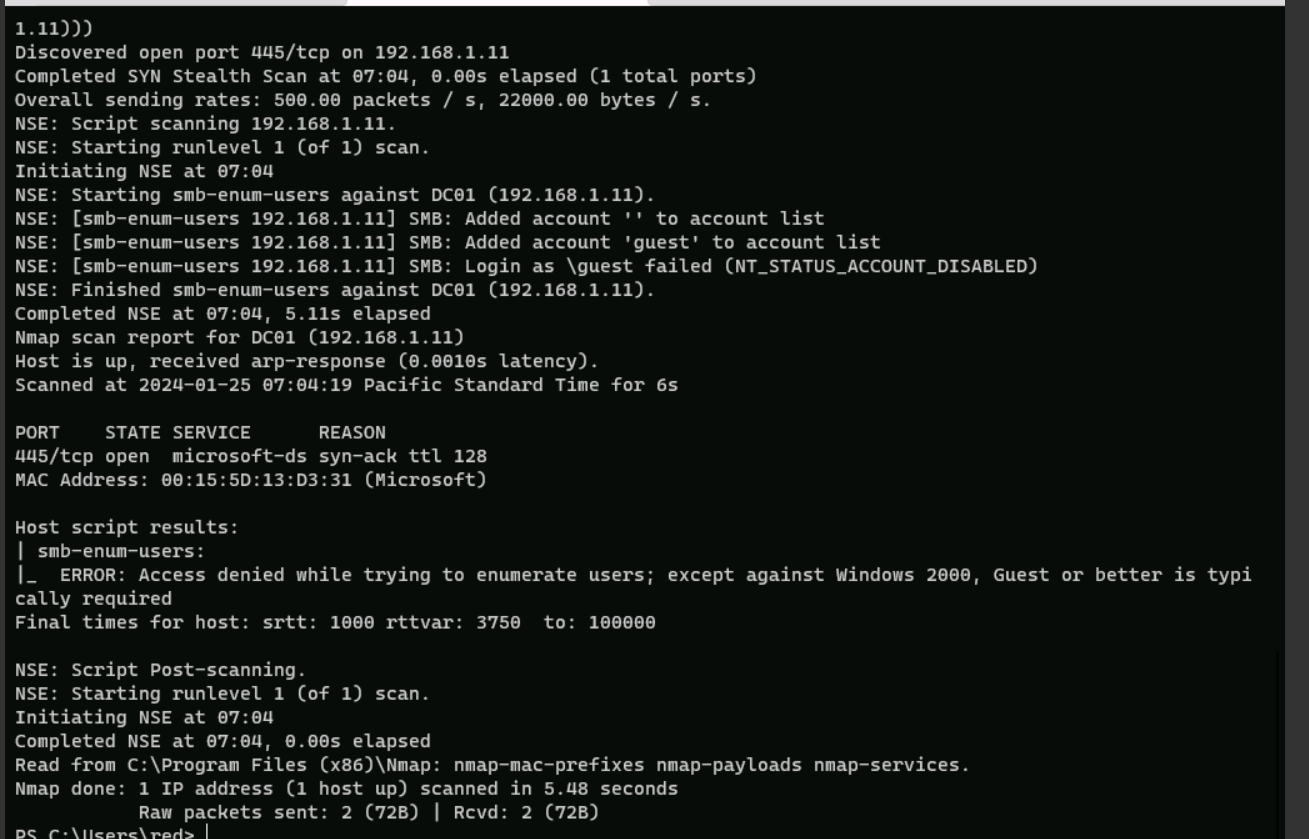 1.11)))
Discovered open port 445/tcp on 192.168.1.11
Completed SYN Stealth Scan at 07:04, 0.00s elapsed (1 total ports)
Overall sending rates: 500.00 packets / s, 22000.00 bytes / s.
NSE: Script scanning 192.168.1.11.
NSE: Starting runlevel 1 (of 1) scan.
Initiating NSE at 07:04
NSE: Starting smb-enum-users against DC01 (192.168.1.11).
NSE: [smb-enum-users 192.168.1.11] SMB: Added account '' to account list
NSE: [smb-enum-users 192.168.1.11] SMB: Added account 'guest' to account list
NSE: [smb-enum-users 192.168.1.11] SMB: Login as \guest failed (NT_STATUS_ACCOUNT_DISABLED)
NSE: Finished smb-enum-users against DC01 (192.168.1.11).
Completed NSE at 07:04, 5.11s elapsed
Nmap scan report for DC01 (192.168.1.11)
Host is up, received arp-response (0.0010s latency).
Scanned at 2024-01-25 07:04:19 Pacific Standard Time for 6s

PORT    STATE SERVICE      REASON
445/tcp open  microsoft-ds syn-ack ttl 128
MAC Address: 00:15:5D:13:D3:31 (Microsoft)

Host script results:
| smb-enum-users:
|_  ERROR: Access denied while trying to enumerate users; except against Windows 2000, Guest or better is typi
cally required
Final times for host: srtt: 1000 rttvar: 3750  to: 100000

NSE: Script Post-scanning.
NSE: Starting runlevel 1 (of 1) scan.
Initiating NSE at 07:04
Completed NSE at 07:04, 0.00s elapsed
Read from C:\Program Files (x86)\Nmap: nmap-mac-prefixes nmap-payloads nmap-services.
Nmap done: 1 IP address (1 host up) scanned in 5.48 seconds
           Raw packets sent: 2 (72B) | Rcvd: 2 (72B)
PS C:\Users\red>